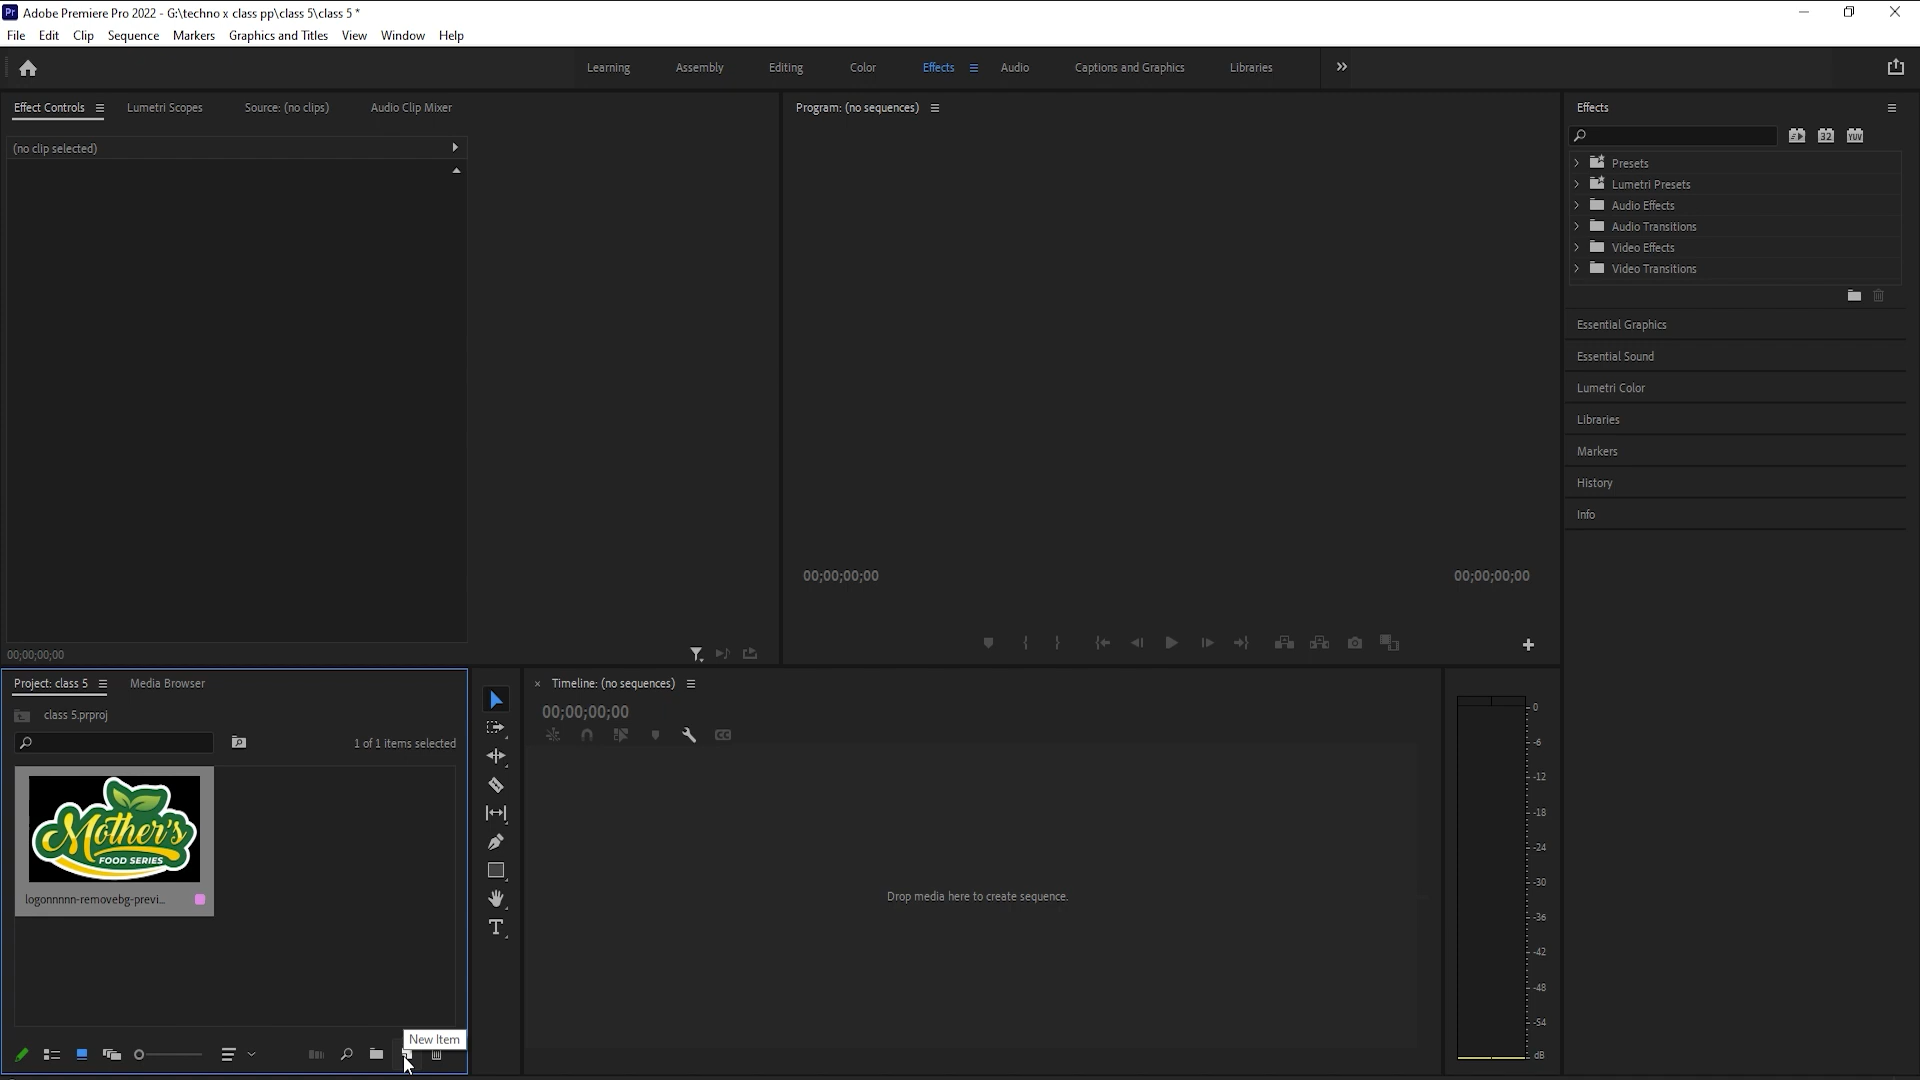 Pr Adobe Premiere Pro 2022 - G:\techno x class pp\class 5\class 5 *
File Edit Clip Sequence Markers Graphics and Titles View Window Help
Learning Assembly Editing Color Effects Audio Captions and Graphics Libraries
Effect Controls Lumetri Scopes Source: (no clips) Audio Clip Mixer
(no clip selected)
00;00;00;00
Program: (no sequences)
00;00;00;00 00;00;00;00
Effects
32 YUV
Presets
Lumetri Presets
Audio Effects
Audio Transitions
Video Effects
Video Transitions
Essential Graphics
Essential Sound
Lumetri Color
Libraries
Markers
History
Info
Project: class 5 Media Browser
class 5.prproj
1 of 1 items selected
Mother's
FOOD SERIES
logonnnnn-removebg-previ...
New Item
T
× Timeline: (no sequences)
00;00;00;00
CC
Drop media here to create sequence.
0
-6
-12
-18
-24
-30
-36
-42
-48
-54
dB